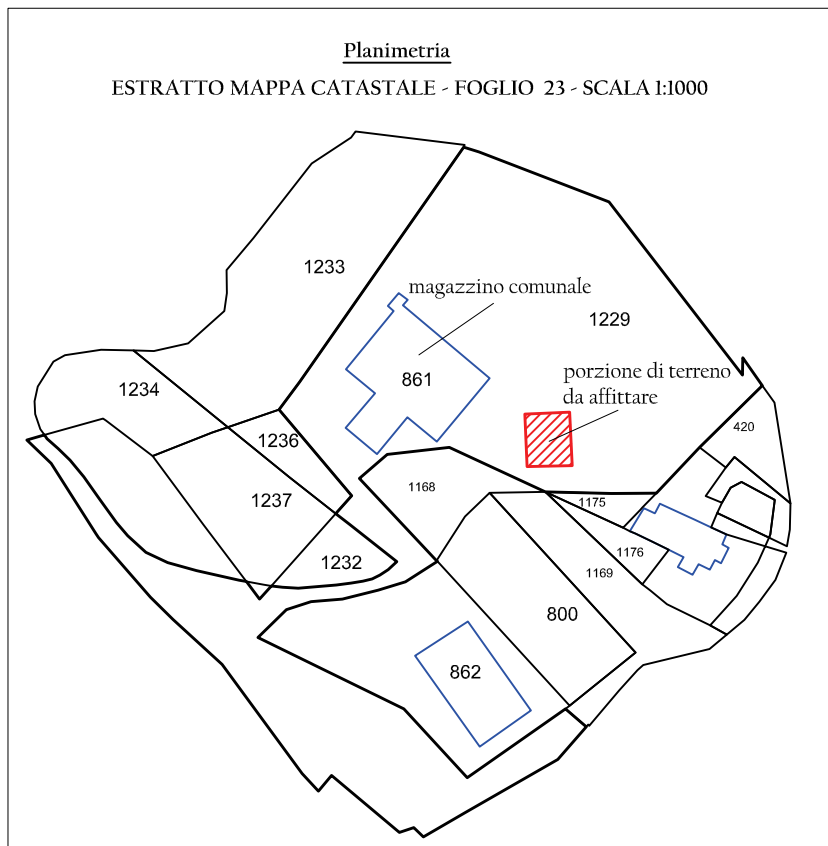 Planimetria
ESTRATTO MAPPA CATASTALE - FOGLIO 23 - SCALA 1:1000
1233
magazzino comunale
1229
861
porzione di terreno
da affittare
1234
420
1236
1168
1237
1175
1232
1176
1169
800
862